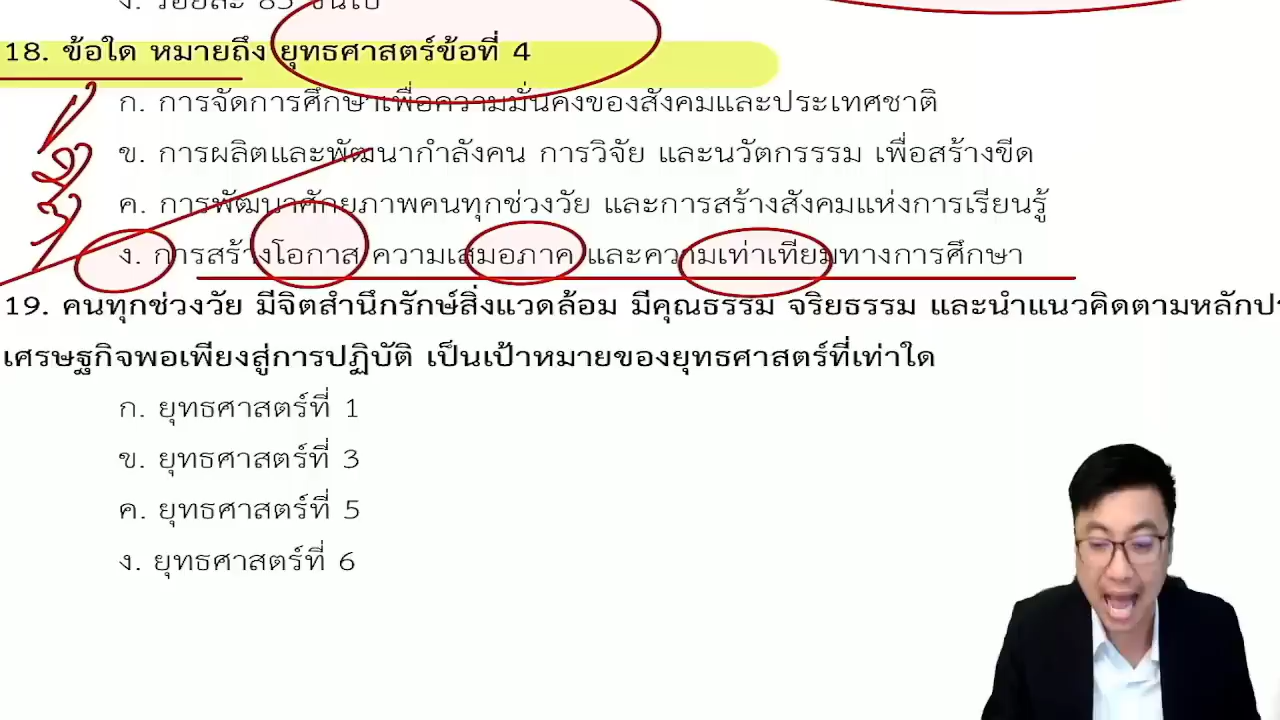 ง. ร้อยละ 85 ขึ้นไป
18. ข้อใด หมายถึง ยุทธศาสตร์ข้อที่ 4
ก. การจัดการศึกษาเพื่อความมั่นคงของสังคมและประเทศชาติ
ข. การผลิตและพัฒนากำลังคน การวิจัย และนวัตกรรรม เพื่อสร้างขีด
ค. การพัฒนาศักยภาพคนทุกช่วงวัย และการสร้างสังคมแห่งการเรียนรู้
ง. การสร้างโอกาส ความเสมอภาค และความเท่าเทียมทางการศึกษา
19. คนทุกช่วงวัย มีจิตสำนึกรักษ์สิ่งแวดล้อม มีคุณธรรม จริยธรรม และนำแนวคิดตามหลักป
เศรษฐกิจพอเพียงสู่การปฏิบัติ เป็นเป้าหมายของยุทธศาสตร์ที่เท่าใด
ก. ยุทธศาสตร์ที่ 1
ข. ยุทธศาสตร์ที่ 3
ค. ยุทธศาสตร์ที่ 5
ง. ยุทธศาสตร์ที่ 6